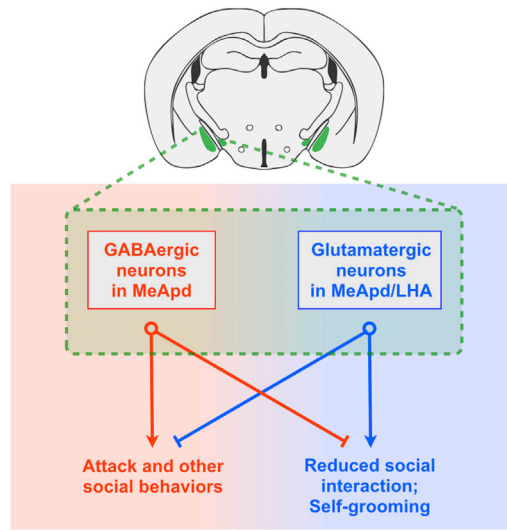 GABAergic
neurons
in MeApd
Glutamatergic
neurons
in MeApd/LHA
Attack and other
social behaviors
Reduced social
interaction;
Self-grooming